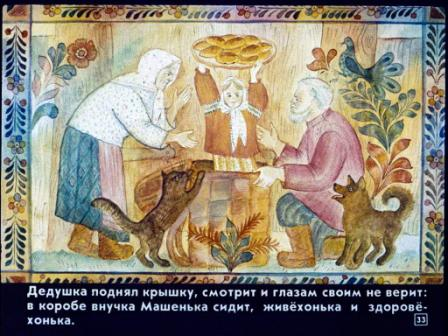 Дедушка поднял крышку, смотрит и глазам своим не верит:
в коробе внучка Машенька сидит, живёхонька и здоровё-
хонька.
33